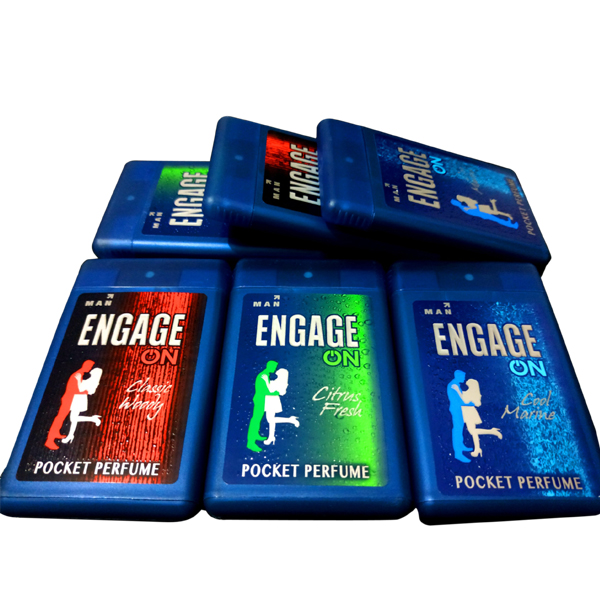 MAN
ENGAGE
MAN
ENGAGE
MAN
ENGAGE
ON
POCKET PERFUME
MAN
ENGAGE
ON
Classic
Woody
POCKET PERFUME
MAN
ENGAGE
ON
Citrus
Fresh
POCKET PERFUME
MAN
ENGAGE
ON
Cool
Marine
POCKET PERFUME